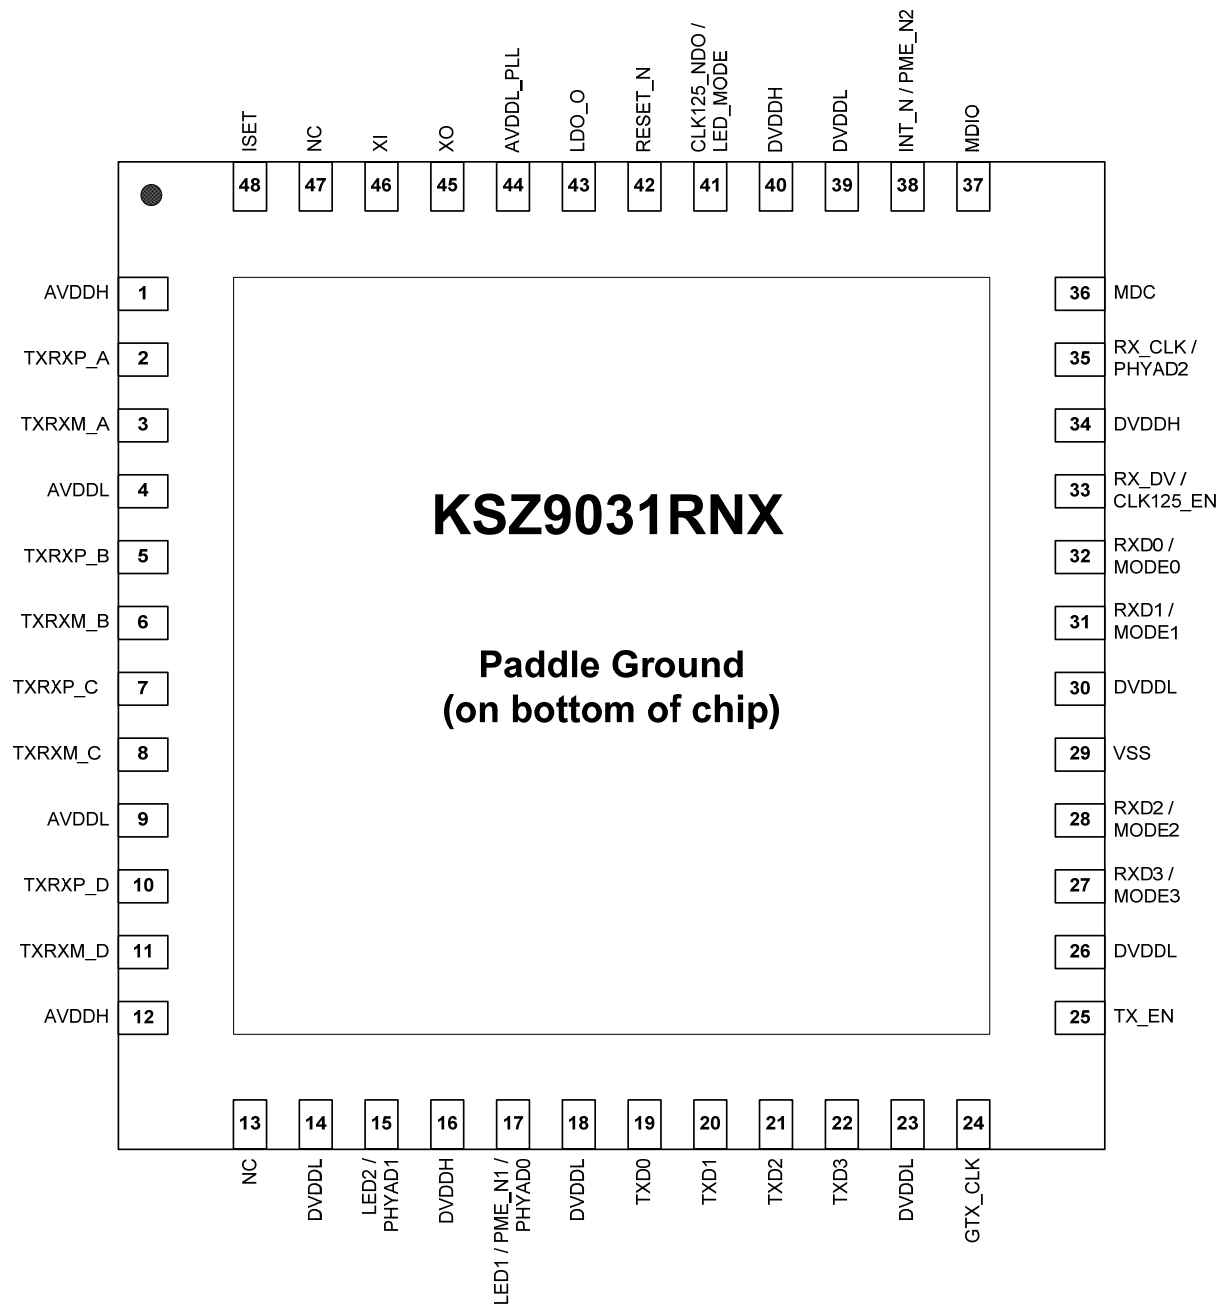 ISET
NC
XI
XO
AVDDL_PLL
LDO_O
RESET_N
CLK125_NDO /
LED_MODE
DVDDH
DVDDL
INT_N / PME_N2
MDIO
48
47
46
45
44
43
42
41
40
39
38
37
AVDDH 1
TXRXP_A 2
TXRXM_A 3
AVDDL 4
TXRXP_B 5
TXRXM_B 6
TXRXP_C 7
TXRXM_C 8
AVDDL 9
TXRXP_D 10
TXRXM_D 11
AVDDH 12
KSZ9031RNX
Paddle Ground
(on bottom of chip)
36 MDC
35 RX_CLK /
PHYAD2
34 DVDDH
33 RX_DV /
CLK125_EN
32 RXD0 /
MODE0
31 RXD1 /
MODE1
30 DVDDL
29 VSS
28 RXD2 /
MODE2
27 RXD3 /
MODE3
26 DVDDL
25 TX_EN
13
14
15
16
17
18
19
20
21
22
23
24
NC
DVDDL
LED2 /
PHYAD1
DVDDH
LED1 / PME_N1 /
PHYAD0
DVDDL
TXD0
TXD1
TXD2
TXD3
DVDDL
GTX_CLK